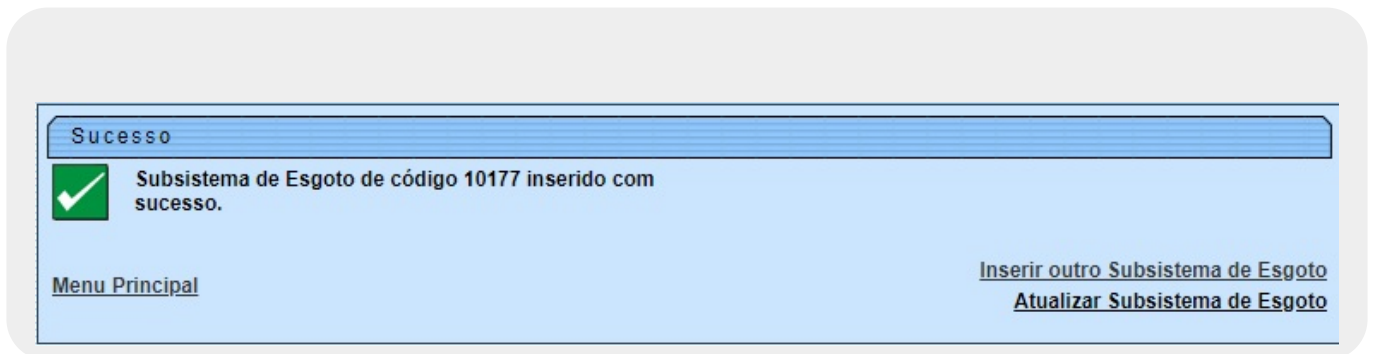 Sucesso
Subsistema de Esgoto de código 10177 inserido com
sucesso.
Menu Principal
Inserir outro Subsistema de Esgoto
Atualizar Subsistema de Esgoto